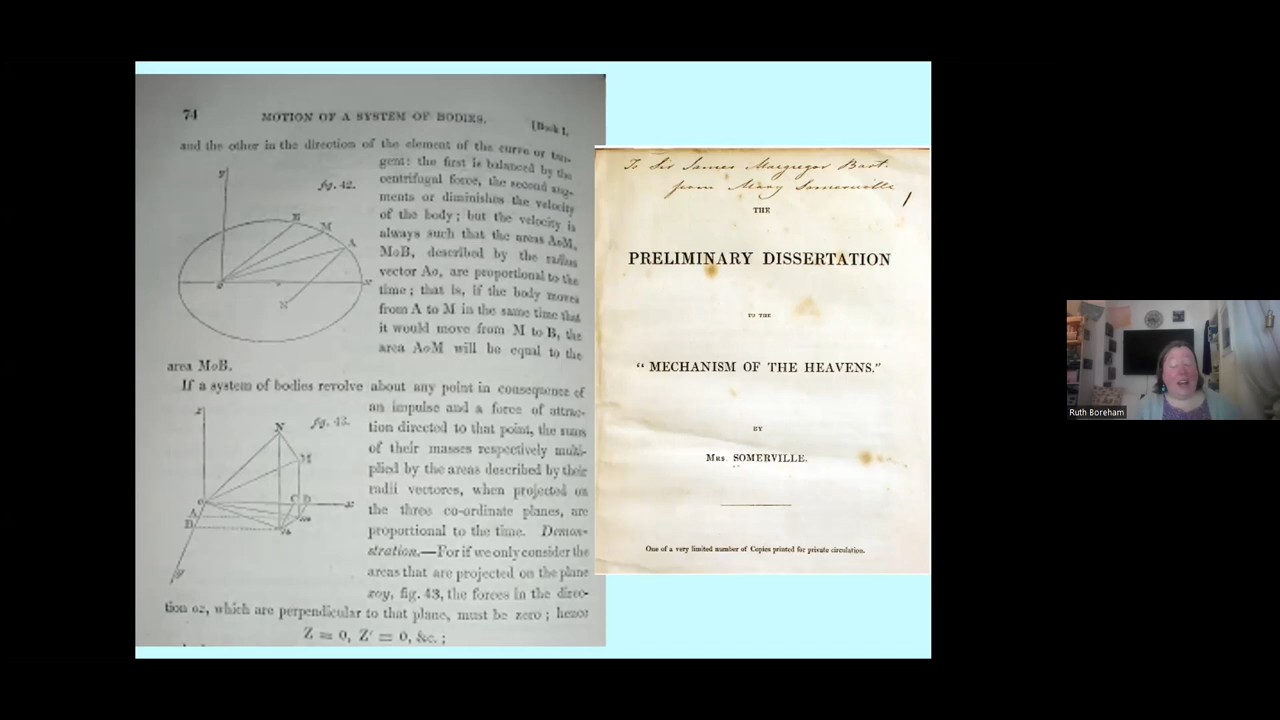 74 MOTION OF A SYSTEM OF BODIES. [Book I.
and the other in the direction of the element of the curve or tan-
gent: the first is balanced by the
centrifugal force, the second aug-
ments or diminishes the velocity
of the body; but the velocity is
always such that the areas AoM,
MoB, described by the radius
vector Ao, are proportional to the
time; that is, if the body moves
from A to M in the same time that
it would move from M to B, the
area AoM will be equal to the
area MoB.
fig. 42.
y
B
M
A
o
x
N
If a system of bodies revolve about any point in consequence of
an impulse and a force of attrac-
tion directed to that point, the sums
of their masses respectively multi-
plied by the areas described by their
radii vectores, when projected on
the three co-ordinate planes, are
proportional to the time. Demon-
stration.—For if we only consider the
areas that are projected on the plane
xoy, fig. 43, the forces in the direc-
tion oz, which are perpendicular to that plane, must be zero; hence
Z = 0, Z' = 0, &c.;
fig. 43.
z
N
M
o
C D
x
A
B
y
To Sir James Macgregor Bart.
from Mary Somerville
THE
PRELIMINARY DISSERTATION
TO THE
“ MECHANISM OF THE HEAVENS.”
BY
MRS. SOMERVILLE.
One of a very limited number of Copies printed for private circulation.
Ruth Boreham